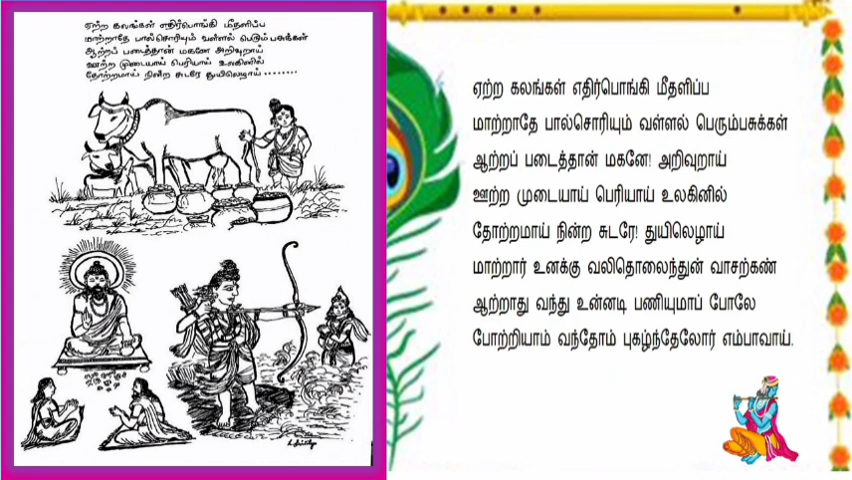 ஏற்ற கலங்கள் எதிர்பொங்கி மீதளிப்ப
மாற்றாதே பால்சொரியும் வள்ளல் பெரும்பசுக்கள்
ஆற்றப் படைத்தான் மகனே அறிவுறாய்
ஊற்ற முடையாய் பெரியாய் உலகினில்
தோற்றமாய் நின்ற சுடரே துயிலெழாய் ........
ஏற்ற கலங்கள் எதிர்பொங்கி மீதளிப்ப
மாற்றாதே பால்சொரியும் வள்ளல் பெரும்பசுக்கள்
ஆற்றப் படைத்தான் மகனே! அறிவுறாய்
ஊற்ற முடையாய் பெரியாய் உலகினில்
தோற்றமாய் நின்ற சுடரே! துயிலெழாய்
மாற்றார் உனக்கு வலிதொலைந்துன் வாசற்கண்
ஆற்றாது வந்து உன்னடி பணியுமாப் போலே
போற்றியாம் வந்தோம் புகழ்ந்தேலோர் எம்பாவாய்.